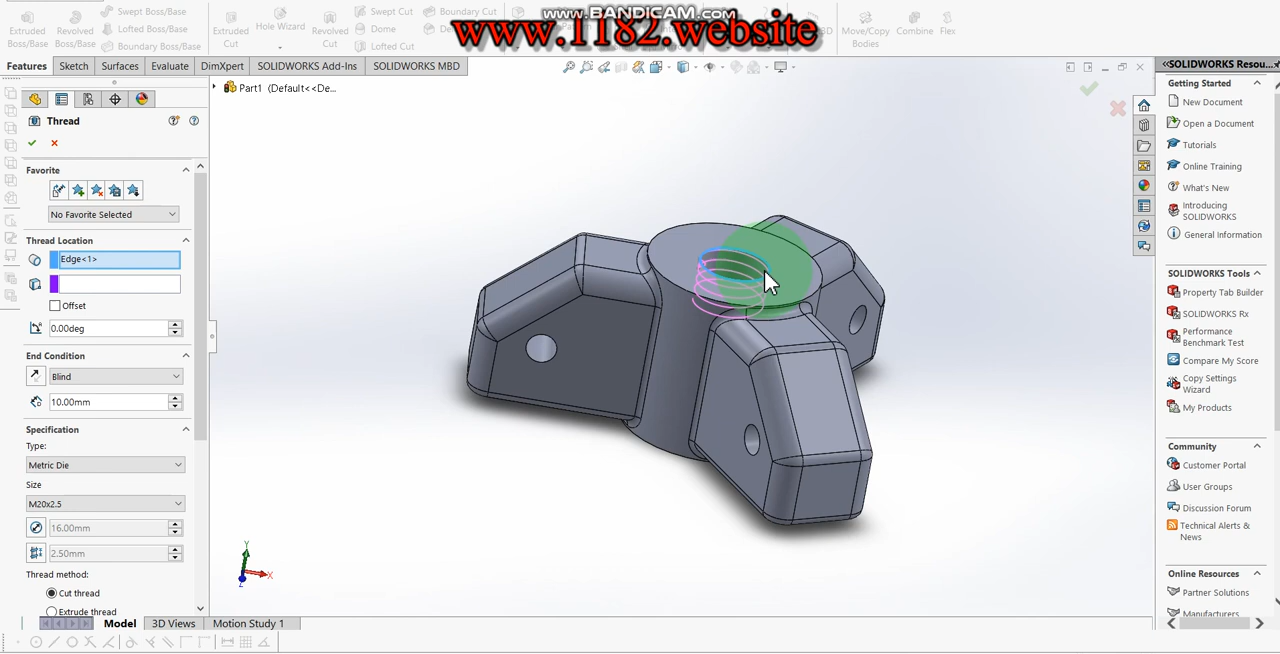 www.BANDICAM.com
www.1182.website
Extruded Boss/Base
Revolved Boss/Base
Swept Boss/Base
Lofted Boss/Base
Boundary Boss/Base
Extruded Cut
Hole Wizard
Revolved Cut
Swept Cut
Lofted Cut
Boundary Cut
Move/Copy Bodies
Combine
Flex
Features
Sketch
Surfaces
Evaluate
DimXpert
SOLIDWORKS Add-Ins
SOLIDWORKS MBD
Part1 (Default<<De...
Thread
Favorite
No Favorite Selected
Thread Location
Edge<1>
Offset
0.00deg
End Condition
Blind
10.00mm
Specification
Type:
Metric Die
Size
M20x2.5
16.00mm
2.50mm
Thread method:
Cut thread
Extrude thread
Y
X
Z
Model
3D Views
Motion Study 1
SOLIDWORKS Resou...
Getting Started
New Document
Open a Document
Tutorials
Online Training
What's New
Introducing
SOLIDWORKS
General Information
SOLIDWORKS Tools
Property Tab Builder
SOLIDWORKS Rx
Performance
Benchmark Test
Compare My Score
Copy Settings
Wizard
My Products
Community
Customer Portal
User Groups
Discussion Forum
Technical Alerts &
News
Online Resources
Partner Solutions
Manufacturers